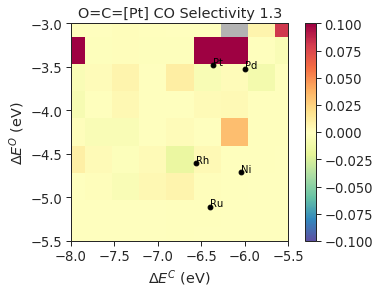 O=C=[Pt] CO Selectivity 1.3
−3.0
−3.5
−4.0
−4.5
−5.0
−5.5
ΔE^O (eV)
Pt
Pd
Rh
Ni
Ru
−8.0 −7.5 −7.0 −6.5 −6.0 −5.5
ΔE^C (eV)
0.100
0.075
0.050
0.025
0.000
−0.025
−0.050
−0.075
−0.100